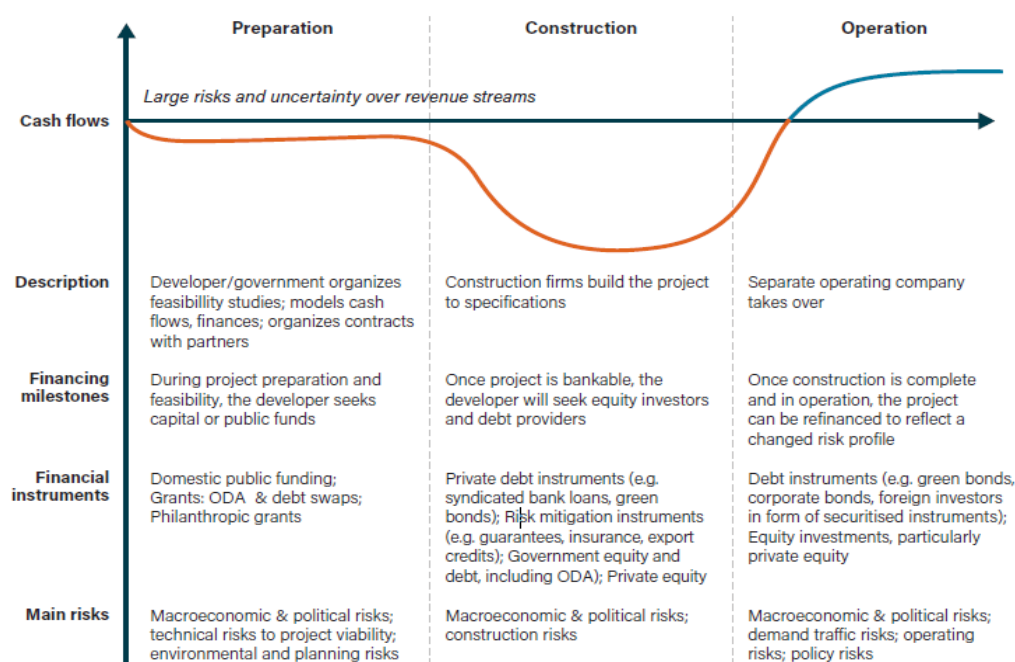 Preparation
Construction
Operation
Large risks and uncertainty over revenue streams
Cash flows
Description
Developer/government organizes
feasibillity studies; models cash
flows, finances; organizes contracts
with partners
Construction firms build the project
to specifications
Separate operating company
takes over
Financing
milestones
During project preparation and
feasibility, the developer seeks
capital or public funds
Once project is bankable, the
developer will seek equity investors
and debt providers
Once construction is complete
and in operation, the project
can be refinanced to reflect a
changed risk profile
Financial
instruments
Domestic public funding;
Grants: ODA & debt swaps;
Philanthropic grants
Private debt instruments (e.g.
syndicated bank loans, green
bonds); Risk mitigation instruments
(e.g. guarantees, insurance, export
credits); Government equity and
debt, including ODA); Private equity
Debt instruments (e.g. green bonds,
corporate bonds, foreign investors
in form of securitised instruments);
Equity investments, particularly
private equity
Main risks
Macroeconomic & political risks;
technical risks to project viability;
environmental and planning risks
Macroeconomic & political risks;
construction risks
Macroeconomic & political risks;
demand traffic risks; operating
risks; policy risks